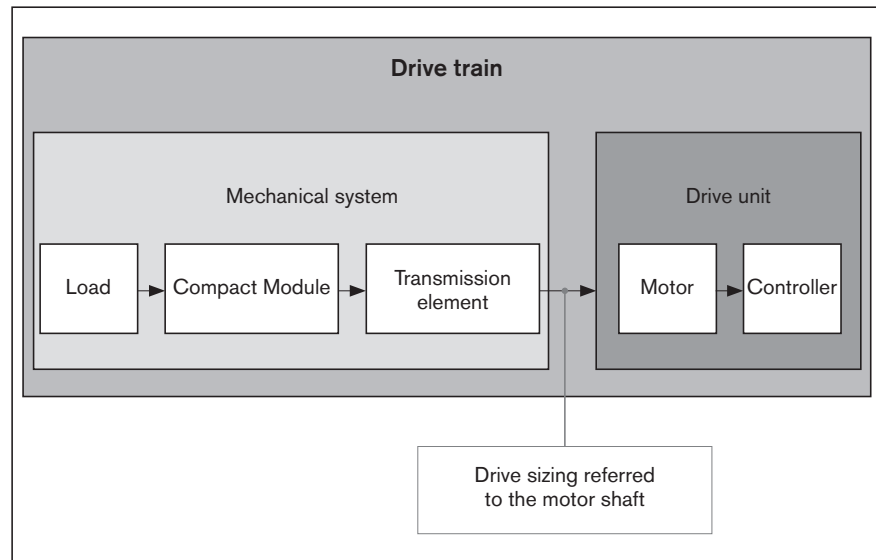 Drive train
Mechanical system
Drive unit
Load
Compact Module
Transmission
element
Motor
Controller
Drive sizing referred
to the motor shaft